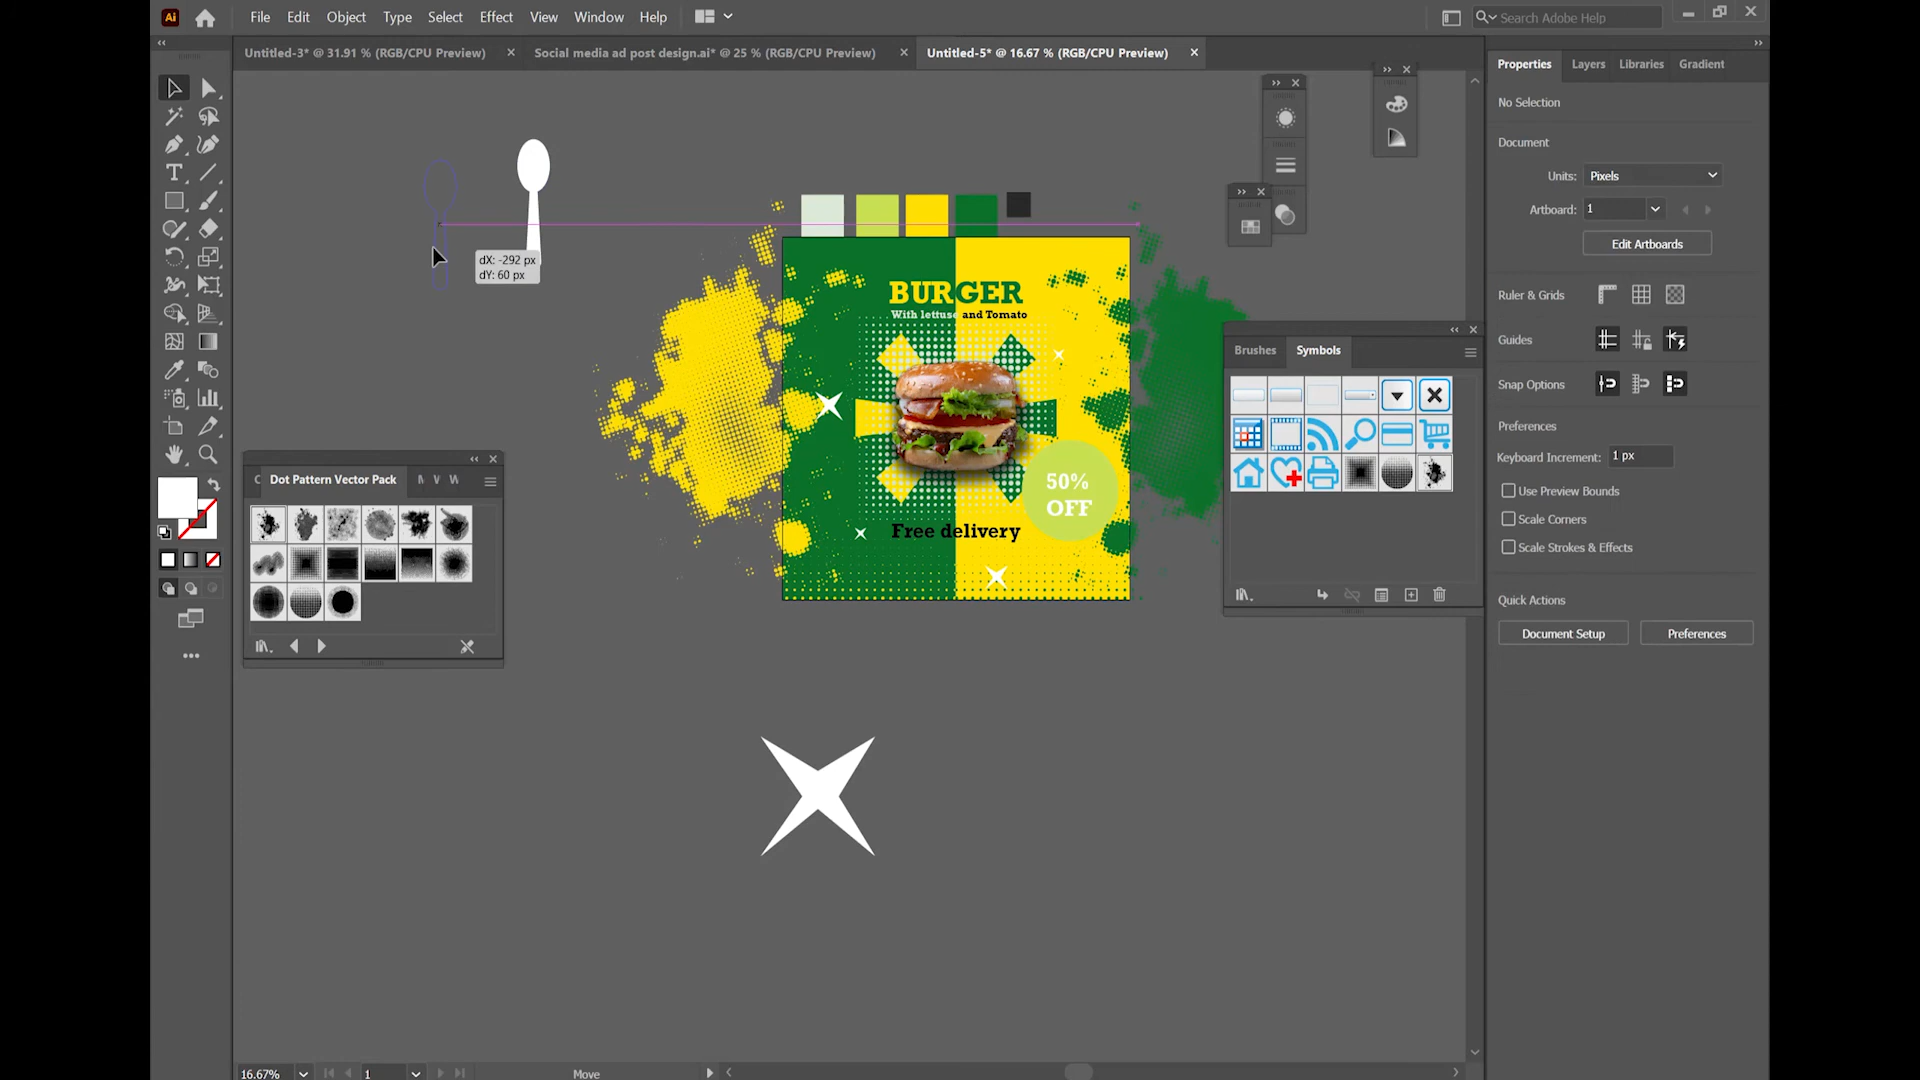 Ai
File Edit Object Type Select Effect View Window Help
Search Adobe Help
Untitled-3* @ 31.91 % (RGB/CPU Preview)
Social media ad post design.ai* @ 25 % (RGB/CPU Preview)
Untitled-5* @ 16.67 % (RGB/CPU Preview)
Properties Layers Libraries Gradient
No Selection
Document
Units: Pixels
Artboard: 1
Edit Artboards
dX: -292 px
dY: 60 px
BURGER
With lettuse and Tomato
Ruler & Grids
Guides
Brushes Symbols
Snap Options
Preferences
Keyboard Increment: 1 px
C Dot Pattern Vector Pack M V W
50%
OFF
Use Preview Bounds
Scale Corners
Free delivery
Scale Strokes & Effects
Quick Actions
Document Setup Preferences
16.67% 1 Move